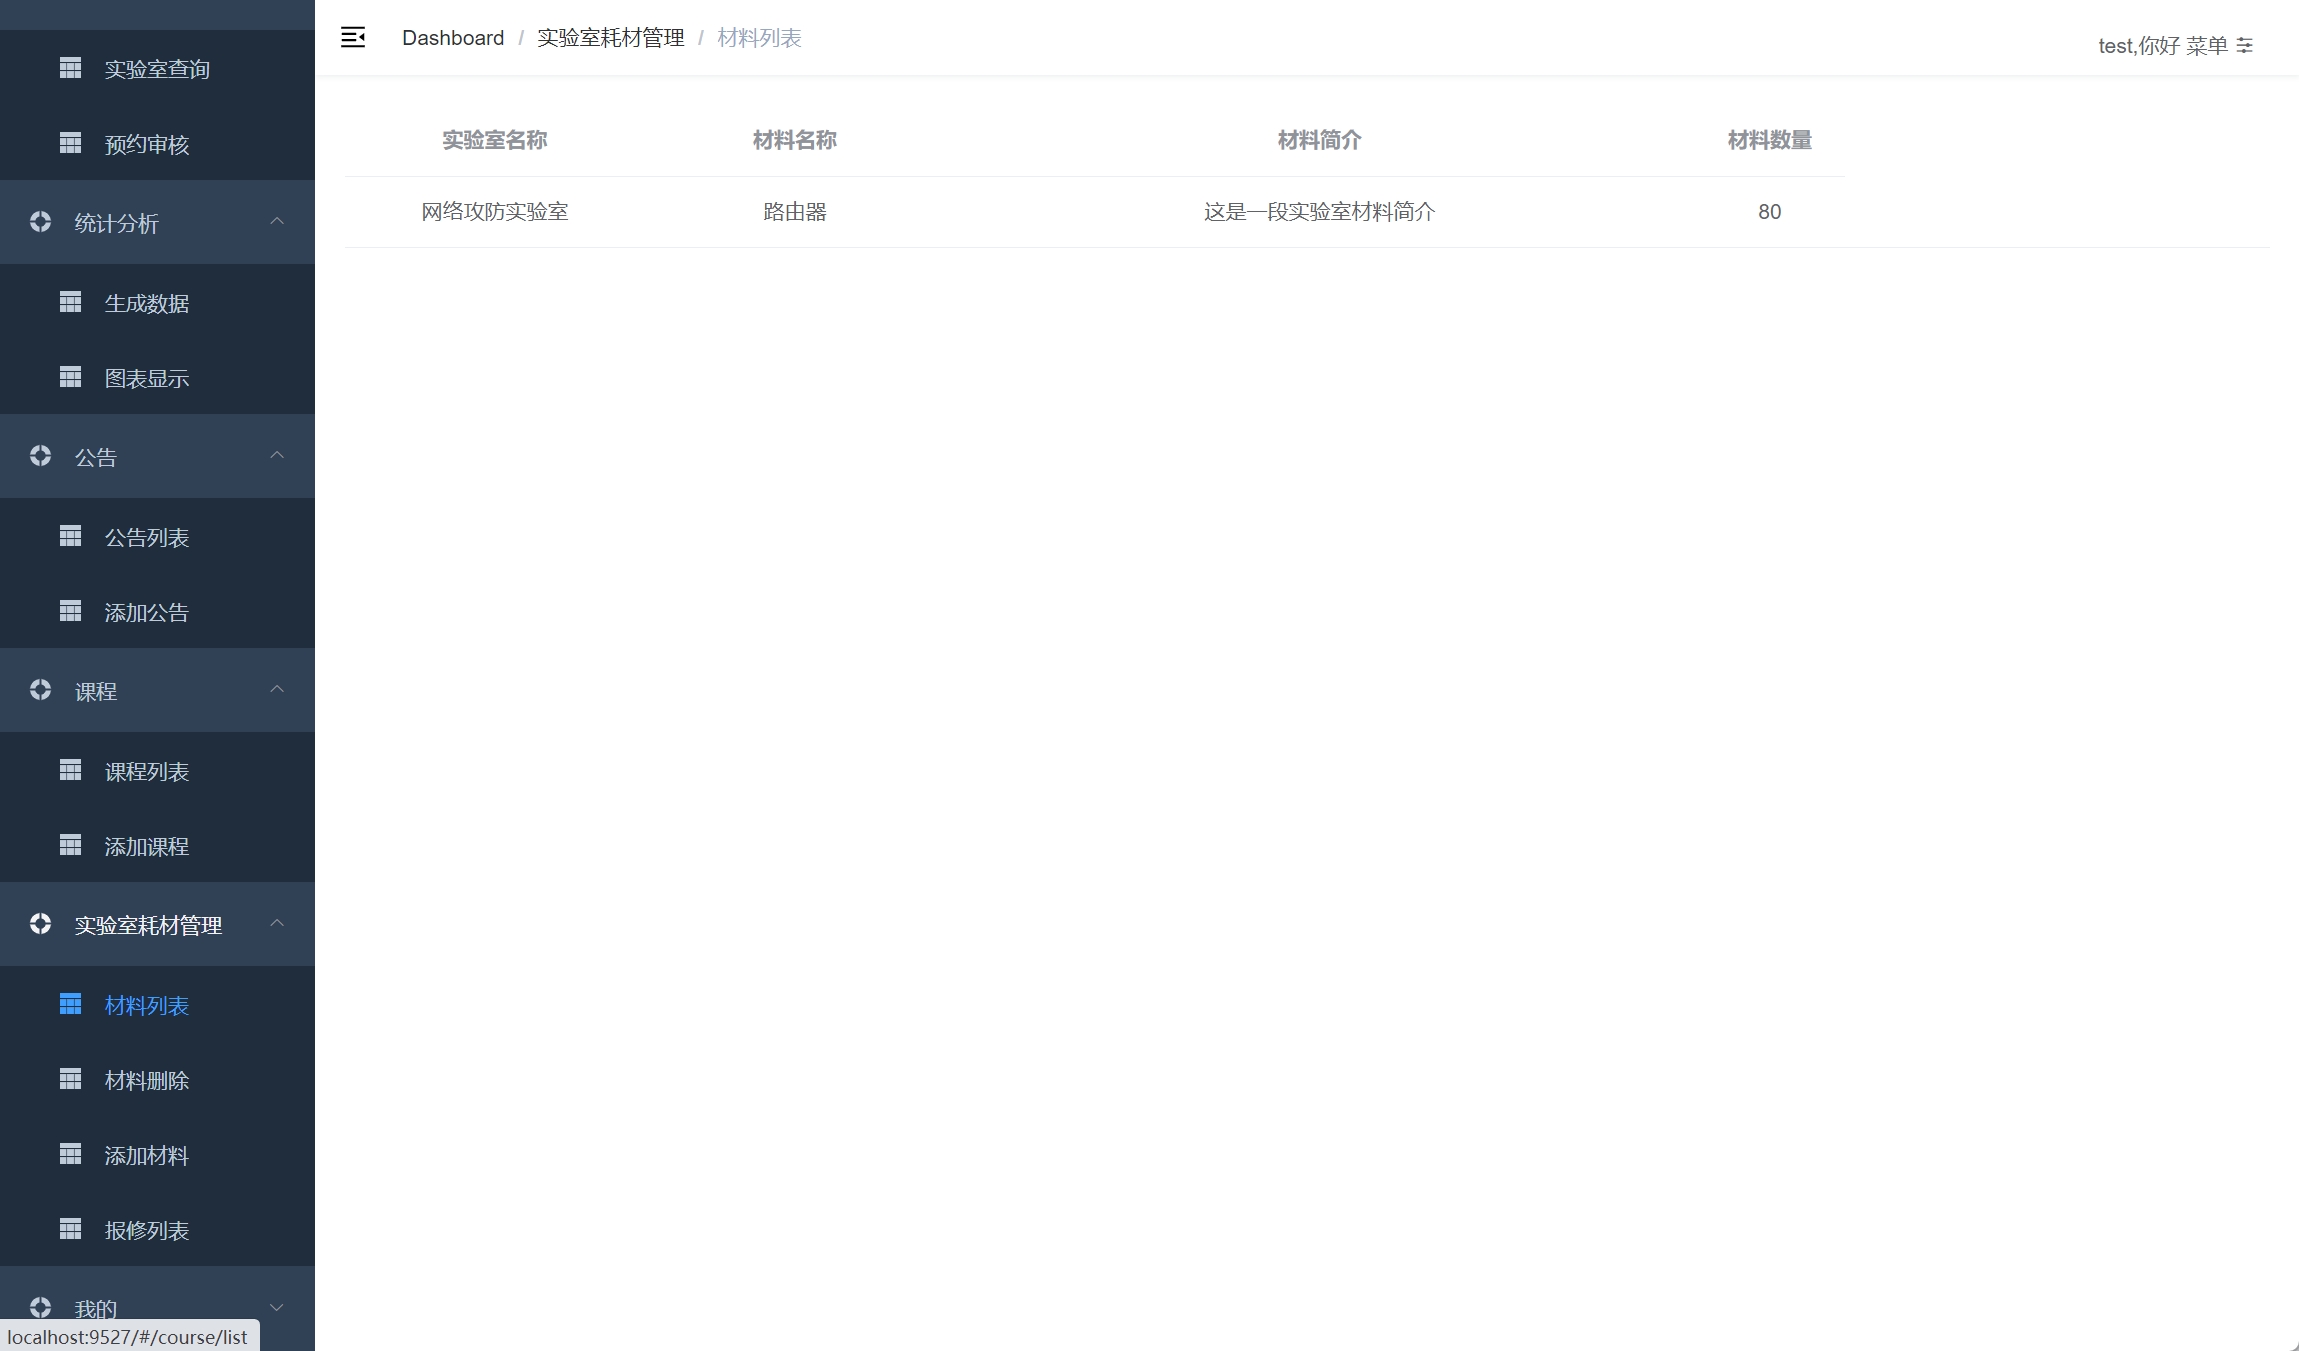 实验室查询
预约审核
统计分析
生成数据
图表显示
公告
公告列表
添加公告
课程
课程列表
添加课程
实验室耗材管理
材料列表
材料删除
添加材料
报修列表
我的
localhost:9527/#/course/list
Dashboard / 实验室耗材管理 / 材料列表
test,你好 菜单
实验室名称 材料名称 材料简介 材料数量
网络攻防实验室 路由器 这是一段实验室材料简介 80